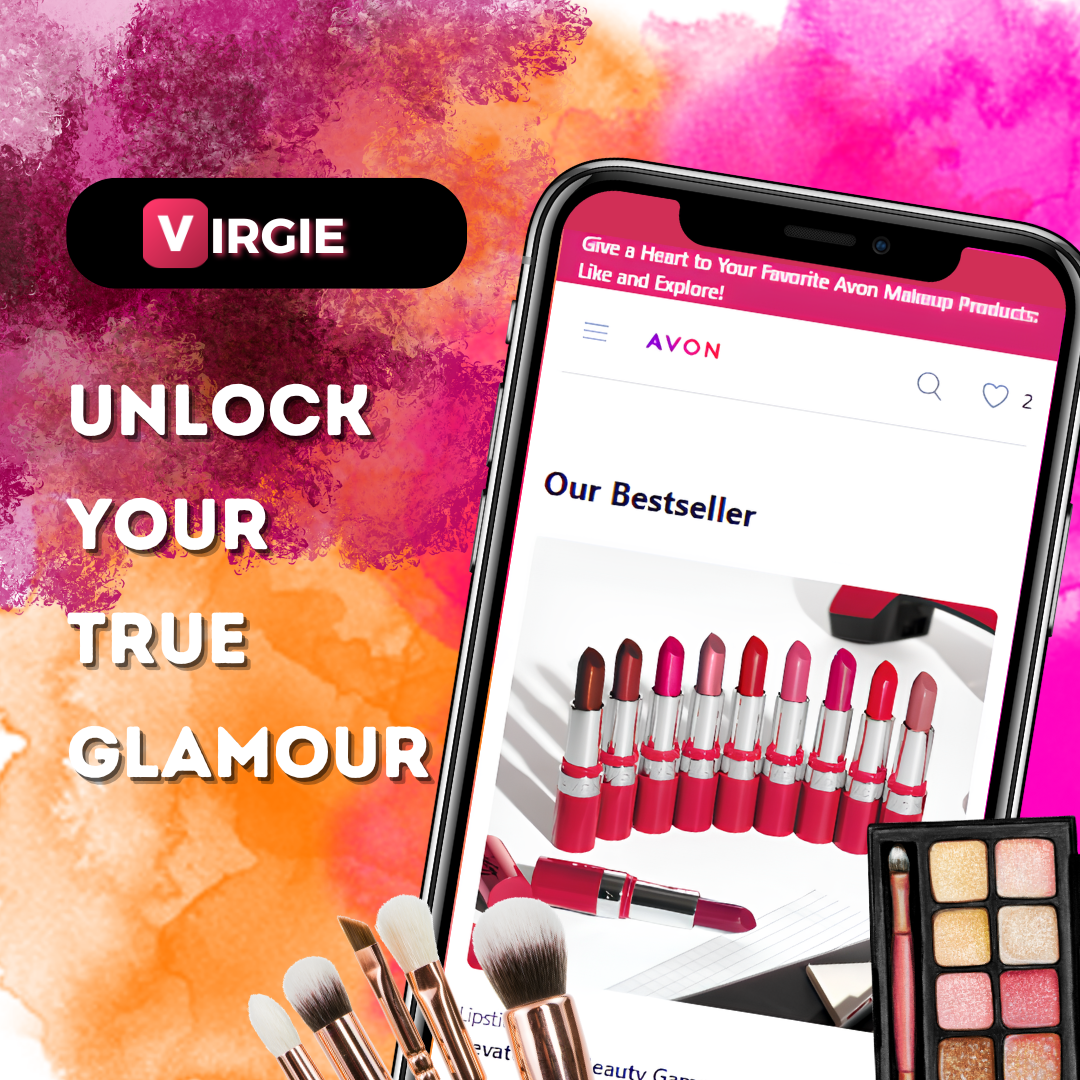 VIRGIE
UNLOCK
YOUR
TRUE
GLAMOUR
Give a Heart to Your Favorite Avon Makeup Products:
Like and Explore!
AVON
2
Our Bestseller